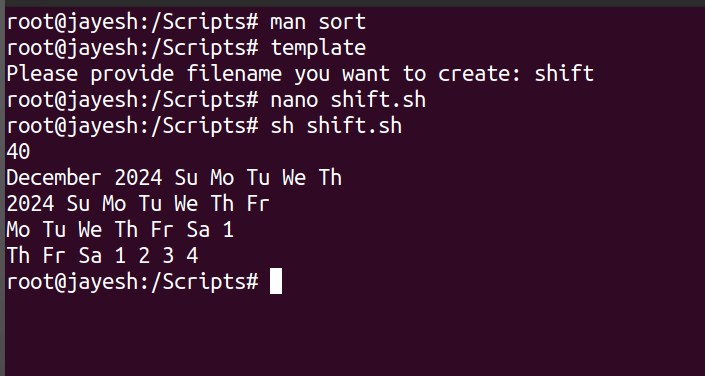 root@jayesh:/Scripts# man sort
root@jayesh:/Scripts# template
Please provide filename you want to create: shift
root@jayesh:/Scripts# nano shift.sh
root@jayesh:/Scripts# sh shift.sh
40
December 2024 Su Mo Tu We Th
2024 Su Mo Tu We Th Fr
Mo Tu We Th Fr Sa 1
Th Fr Sa 1 2 3 4
root@jayesh:/Scripts#